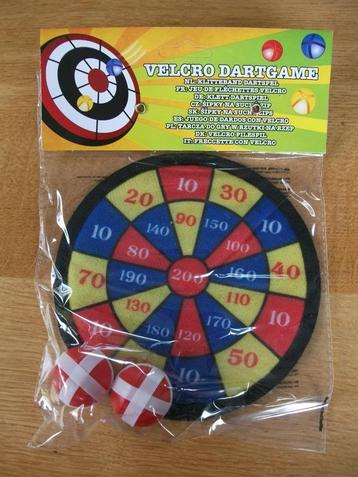 VELCRO DARTGAME
NL: KLITTEBAND DARTSPEL
FR: JEU DE FLÉCHETTES VELCRO
DE: KLETT DARTSPIEL
CZ: ŠIPKY NA SUCHÝ ZIP
SK: ŠÍPKY NA SUCH ZIPS
ES: JUEGO DE DARDOS CON VELCRO
PL: TARCZA DO GRY W RZUTKI NA RZEP
DK: VELCRO PILESPIL
IT: FRECCETTE CON VELCRO
10
20 30
90
10 140 150 10
80 100
70 190 200 160 40
130 110
10 180 120 170 10
50
10